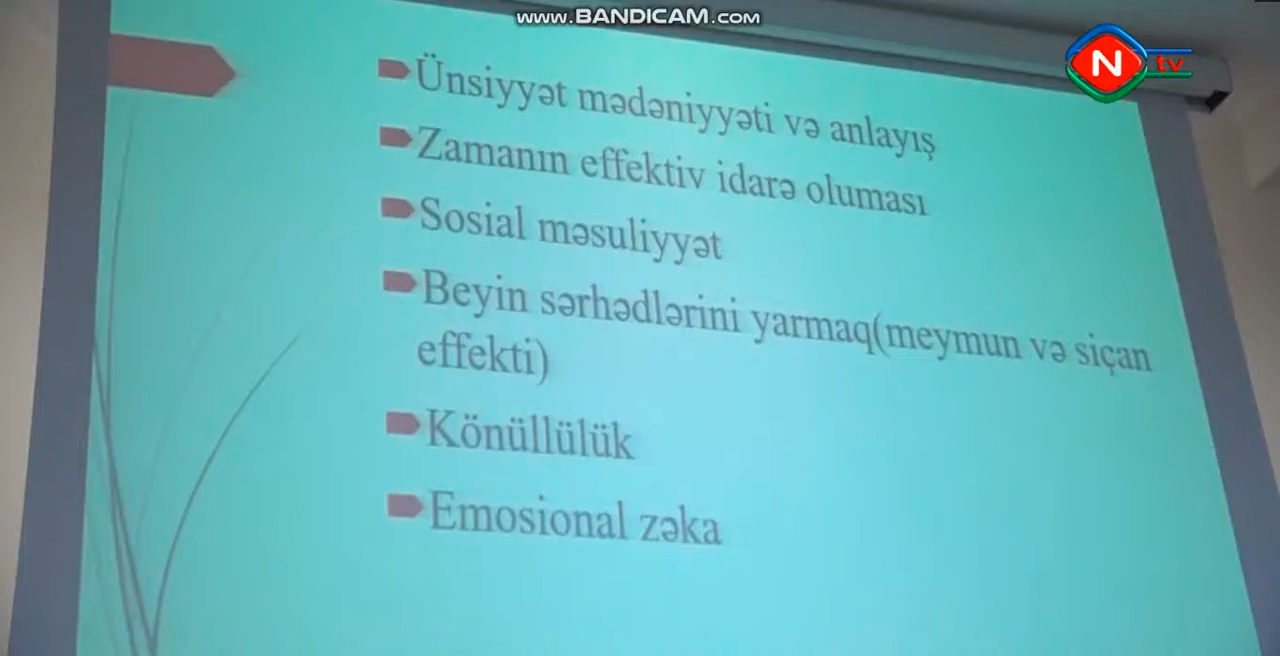 www.BANDICAM.com
N tv
Ünsiyyət mədəniyyəti və anlayış
Zamanın effektiv idarə oluması
Sosial məsuliyyət
Beyin sərhədlərini yarmaq(meymun və siçan
effekti)
Könüllülük
Emosional zəka